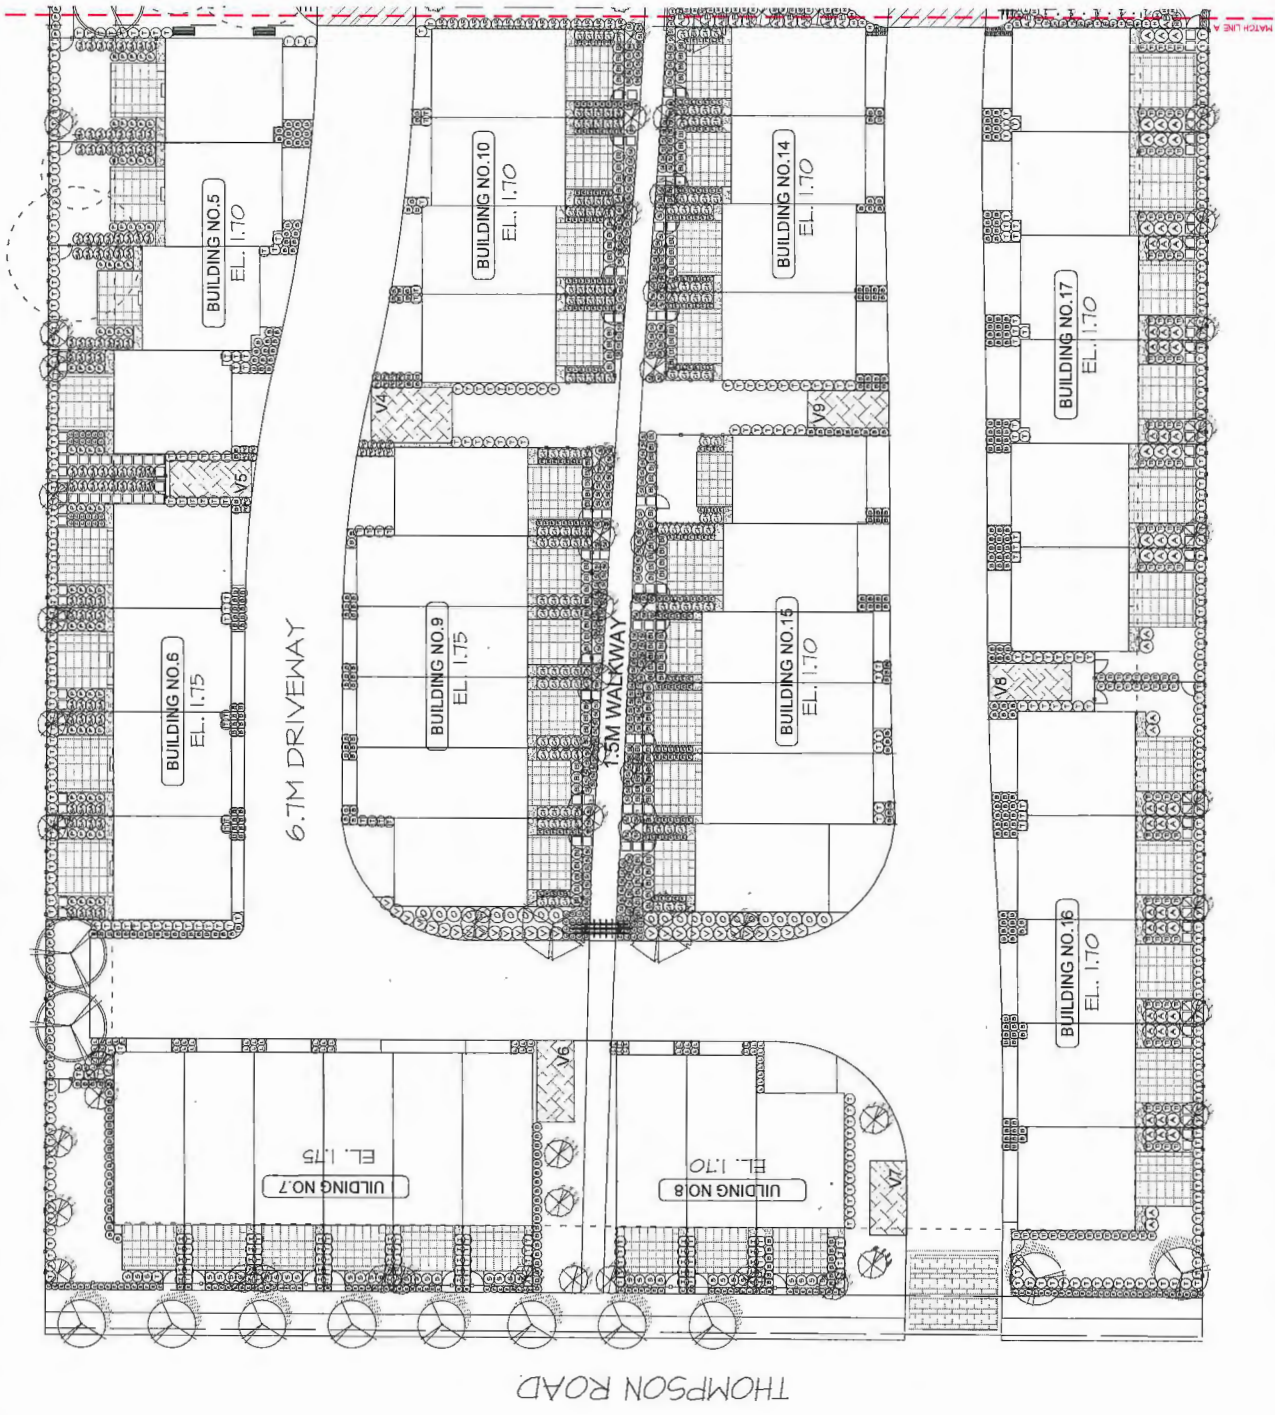 MATCH LINE A
BUILDING NO.5
EL. 1.70
BUILDING NO.10
EL. 1.70
BUILDING NO.14
EL. 1.70
BUILDING NO.17
EL. 1.70
V4
V9
V5
BUILDING NO.6
EL. 1.75
6.7M DRIVEWAY
BUILDING NO.9
EL. 1.75
1.5M WALKWAY
BUILDING NO.15
EL. 1.70
V8
BUILDING NO.16
EL. 1.70
V6
UILDING NO.7
EL. 1.75
UILDING NO.8
EL. 1.70
V7
THOMPSON ROAD